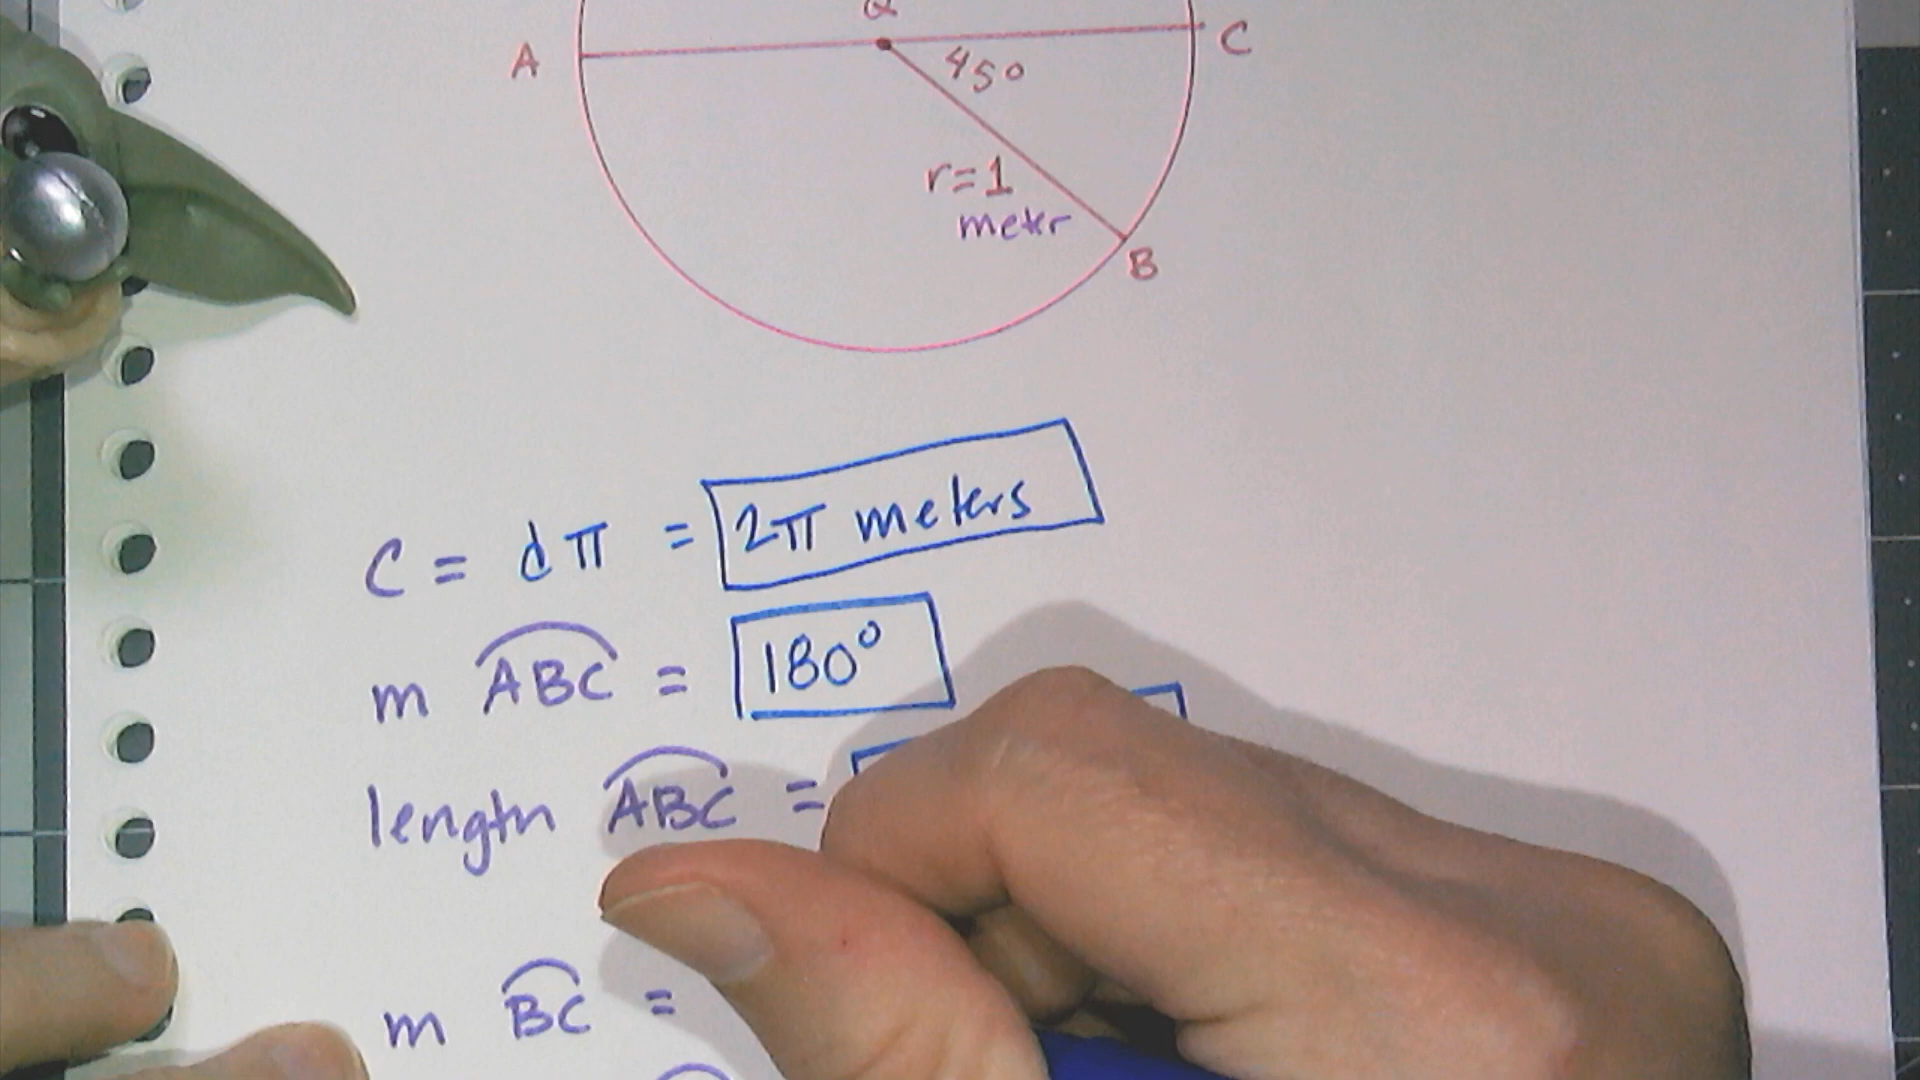 A
C
45°
r=1
meter
B
C = dπ = 2π meters
m ABC = 180°
length ABC =
m BC =